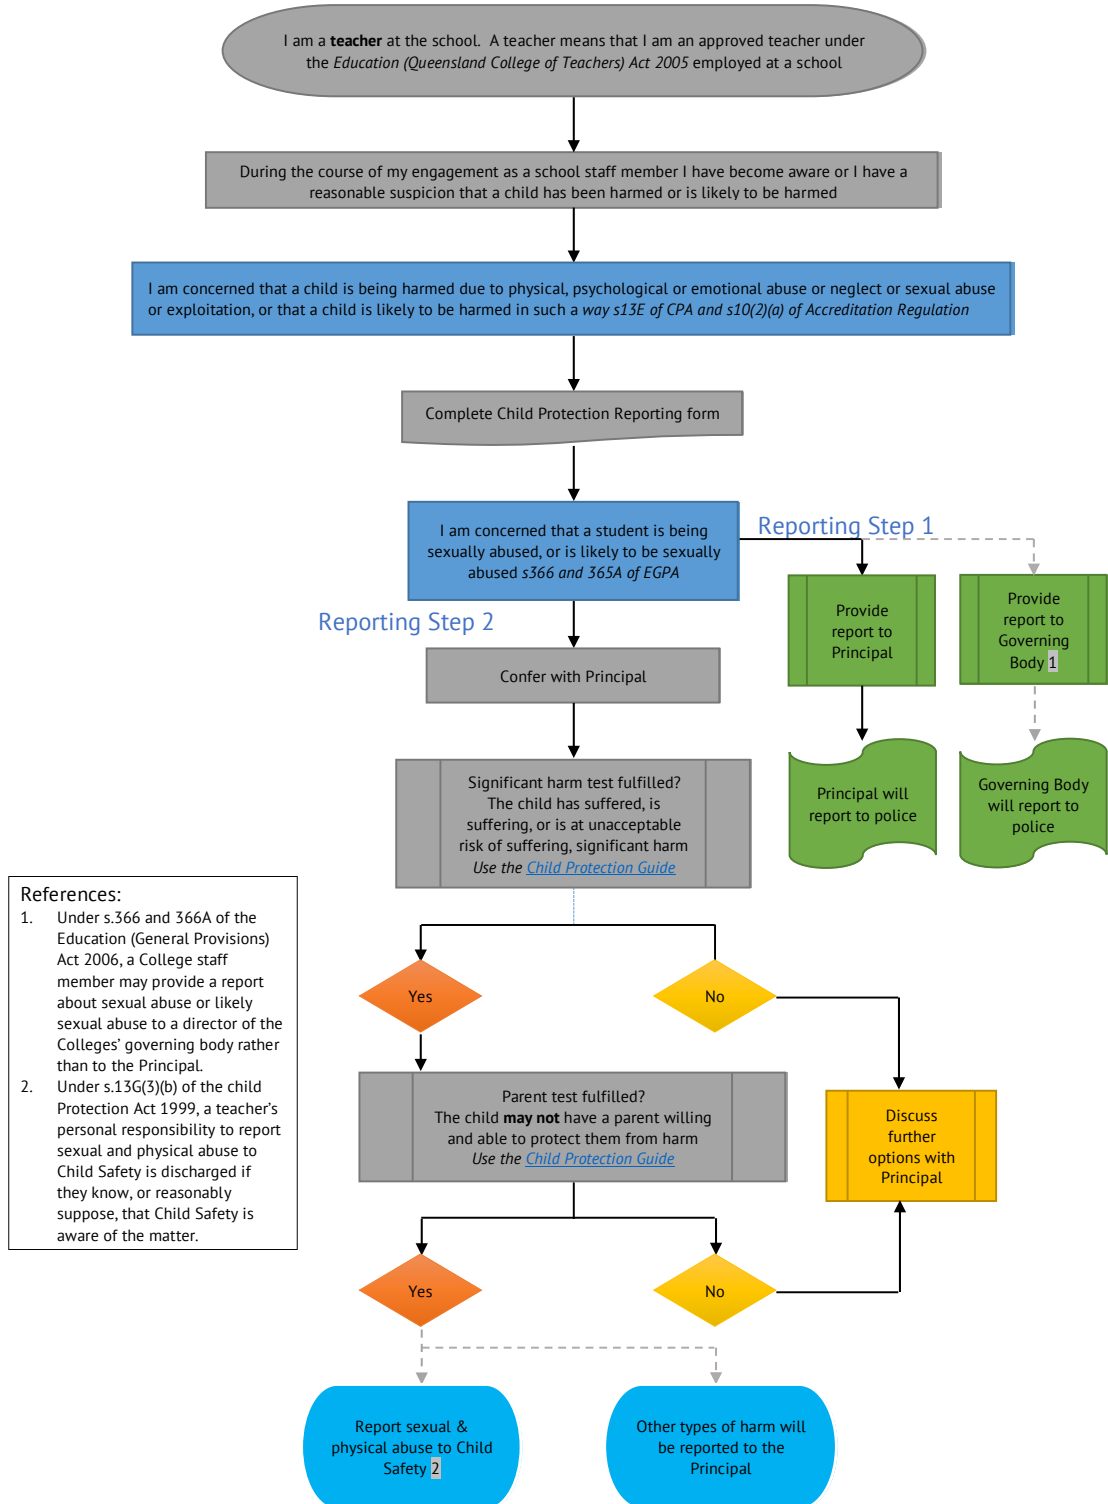 I am a teacher at the school.  A teacher means that I am an approved teacher under
the Education (Queensland College of Teachers) Act 2005 employed at a school
During the course of my engagement as a school staff member I have become aware or I have a
reasonable suspicion that a child has been harmed or is likely to be harmed
I am concerned that a child is being harmed due to physical, psychological or emotional abuse or neglect or sexual abuse
or exploitation, or that a child is likely to be harmed in such a way s13E of CPA and s10(2)(a) of Accreditation Regulation
Complete Child Protection Reporting form
I am concerned that a student is being
sexually abused, or is likely to be sexually
abused s366 and 365A of EGPA
Reporting Step 1
Provide
report to
Principal
Provide
report to
Governing
Body 1
Reporting Step 2
Confer with Principal
Principal will
report to police
Governing Body
will report to
police
Significant harm test fulfilled?
The child has suffered, is
suffering, or is at unacceptable
risk of suffering, significant harm
Use the Child Protection Guide
References:
1. Under s.366 and 366A of the
Education (General Provisions)
Act 2006, a College staff
member may provide a report
about sexual abuse or likely
sexual abuse to a director of the
Colleges' governing body rather
than to the Principal.
2. Under s.13G(3)(b) of the child
Protection Act 1999, a teacher's
personal responsibility to report
sexual and physical abuse to
Child Safety is discharged if
they know, or reasonably
suppose, that Child Safety is
aware of the matter.
Yes
No
Parent test fulfilled?
The child may not have a parent willing
and able to protect them from harm
Use the Child Protection Guide
Discuss
further
options with
Principal
Yes
No
Report sexual &
physical abuse to Child
Safety 2
Other types of harm will
be reported to the
Principal